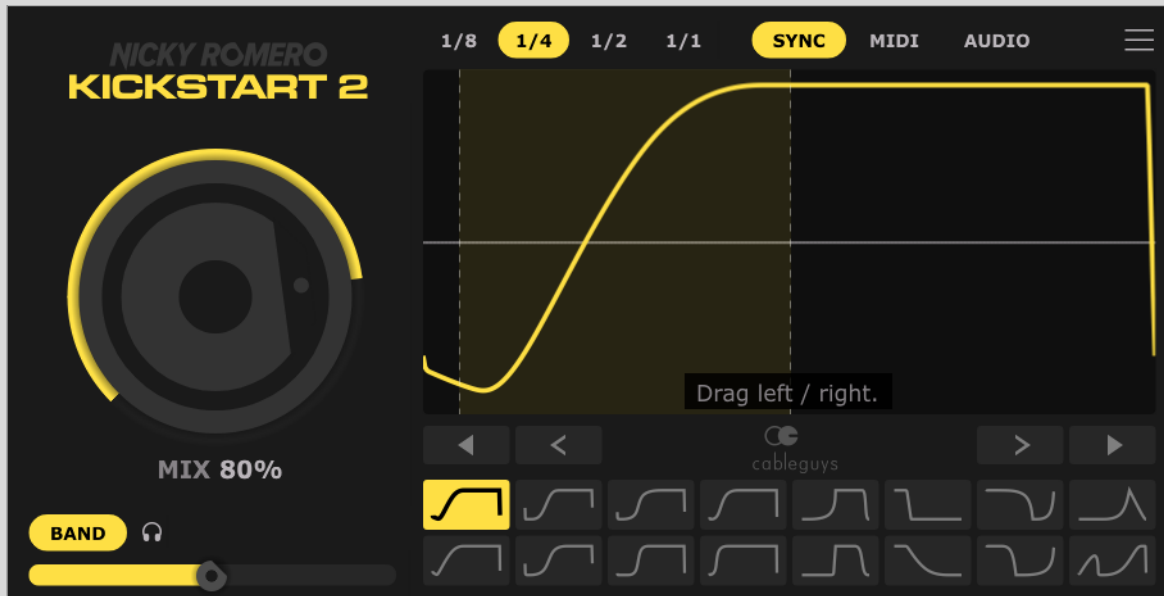 NICKY ROMERO
KICKSTART 2
1/8 1/4 1/2 1/1 SYNC MIDI AUDIO
Drag left / right.
MIX 80%
cableguys
BAND